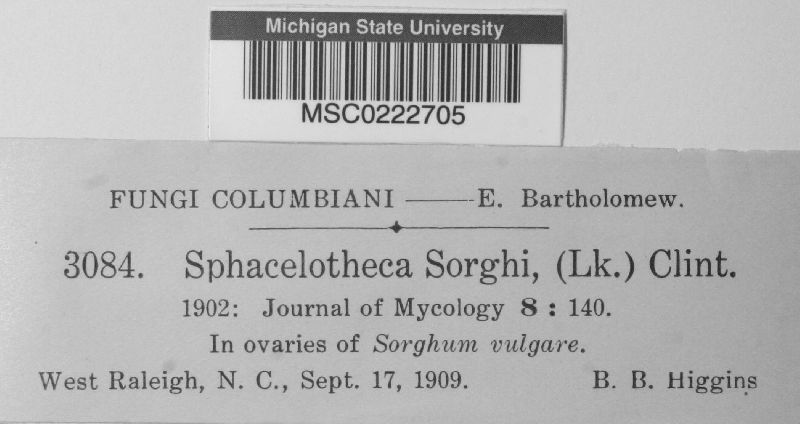 Michigan State University
MSC0222705
FUNGI COLUMBIANI —— E. Bartholomew.
3084. Sphacelotheca Sorghi, (Lk.) Clint.
1902: Journal of Mycology 8 : 140.
In ovaries of Sorghum vulgare.
West Raleigh, N. C., Sept. 17, 1909. B. B. Higgins